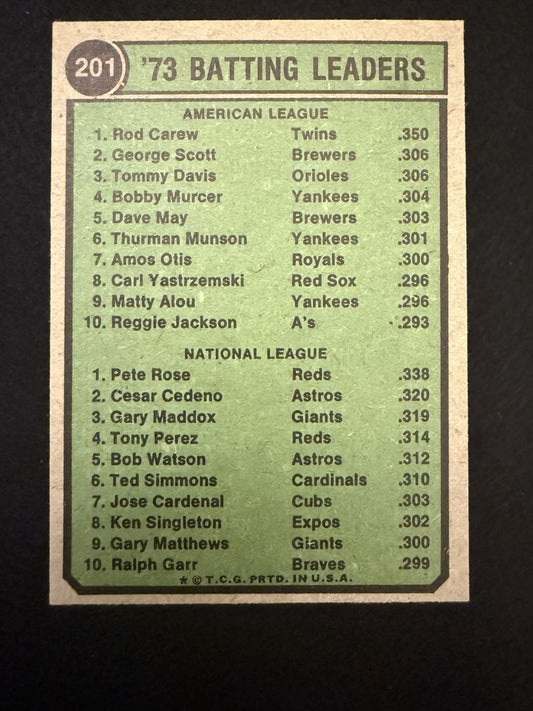 201 '73 BATTING LEADERS
AMERICAN LEAGUE
1. Rod Carew Twins .350
2. George Scott Brewers .306
3. Tommy Davis Orioles .306
4. Bobby Murcer Yankees .304
5. Dave May Brewers .303
6. Thurman Munson Yankees .301
7. Amos Otis Royals .300
8. Carl Yastrzemski Red Sox .296
9. Matty Alou Yankees .296
10. Reggie Jackson A's .293
NATIONAL LEAGUE
1. Pete Rose Reds .338
2. Cesar Cedeno Astros .320
3. Gary Maddox Giants .319
4. Tony Perez Reds .314
5. Bob Watson Astros .312
6. Ted Simmons Cardinals .310
7. Jose Cardenal Cubs .303
8. Ken Singleton Expos .302
9. Gary Matthews Giants .300
10. Ralph Garr Braves .299
* © T.C.G. PRTD. IN U.S.A.